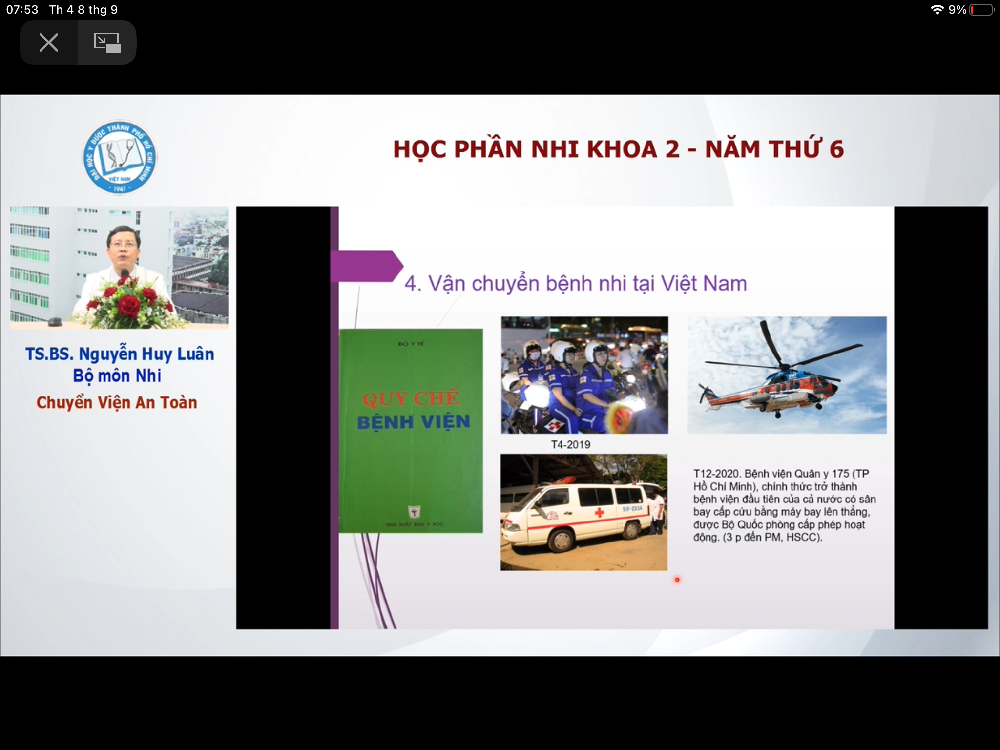 07:53 Th 4 8 thg 9
9%
ĐẠI HỌC Y DƯỢC THÀNH PHỐ HỒ CHÍ MINH
VIỆT NAM
1947
HỌC PHẦN NHI KHOA 2 - NĂM THỨ 6
TS.BS. Nguyễn Huy Luân
Bộ môn Nhi
Chuyển Viện An Toàn
4. Vận chuyển bệnh nhi tại Việt Nam
BỘ Y TẾ
QUY CHẾ
BỆNH VIỆN
NHÀ XUẤT BẢN Y HỌC
T4-2019
51F-2334
T12-2020. Bệnh viện Quân y 175 (TP
Hồ Chí Minh), chính thức trở thành
bệnh viện đầu tiên của cả nước có sân
bay cấp cứu bằng máy bay lên thẳng,
được Bộ Quốc phòng cấp phép hoạt
động. (3 p đến PM, HSCC).